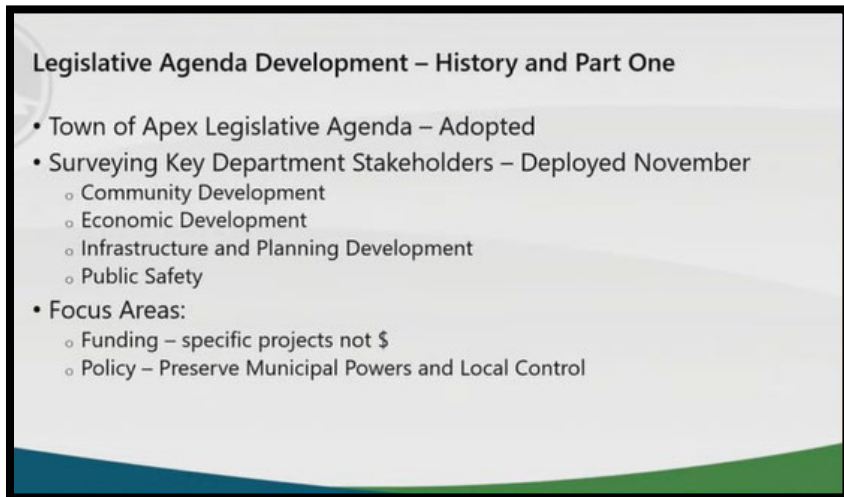 Legislative Agenda Development – History and Part One
• Town of Apex Legislative Agenda – Adopted
• Surveying Key Department Stakeholders – Deployed November
o Community Development
o Economic Development
o Infrastructure and Planning Development
o Public Safety
• Focus Areas:
o Funding – specific projects not $
o Policy – Preserve Municipal Powers and Local Control